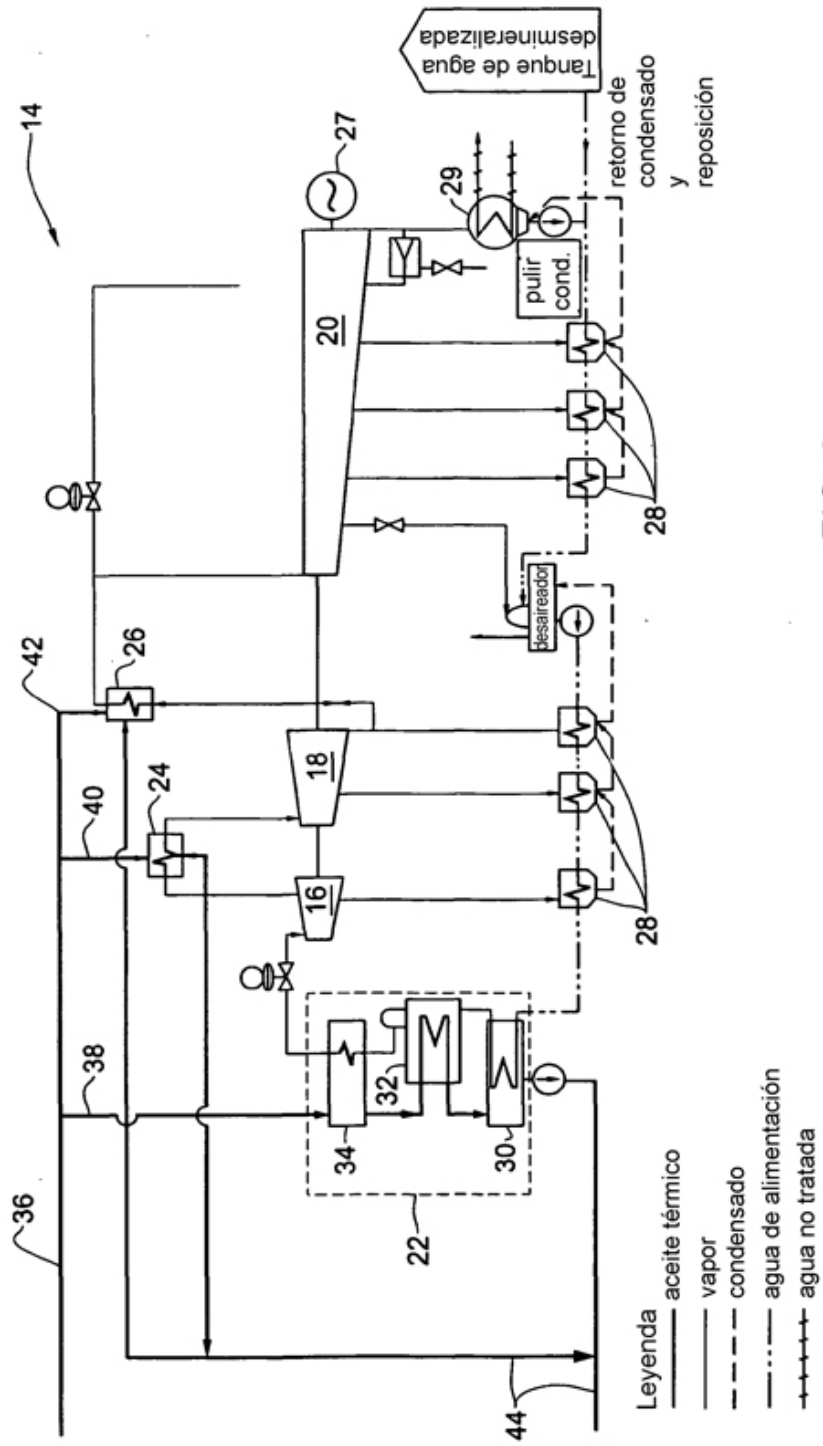 14
36
38
40
42
24
26
27
Tanque de agua
desmineralizada
16
18
20
29
retorno de
condensado
y
reposición
pulir
cond.
34
32
30
22
desaireador
28
28
44
Leyenda
aceite térmico
vapor
condensado
agua de alimentación
agua no tratada